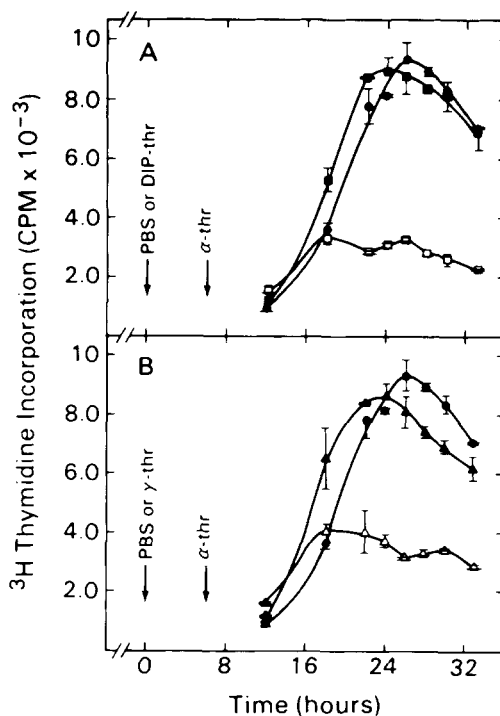 A
10
8.0
6.0
4.0
2.0
PBS or DIP-thr
α-thr
B
10
8.0
6.0
4.0
2.0
PBS or γ-thr
α-thr
0
8
16
24
32
Time (hours)
³H Thymidine Incorporation (CPM x 10⁻³)